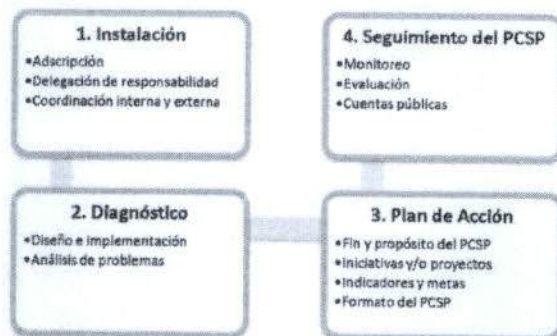 1. Instalación
•Adscripción
•Delegación de responsabilidad
•Coordinación interna y externa
2. Diagnóstico
•Diseño e implementación
•Análisis de problemas
3. Plan de Acción
•Fin y propósito del PCSP
•Iniciativas y/o proyectos
•Indicadores y metas
•Formato del PCSP
4. Seguimiento del PCSP
•Monitoreo
•Evaluación
•Cuentas públicas